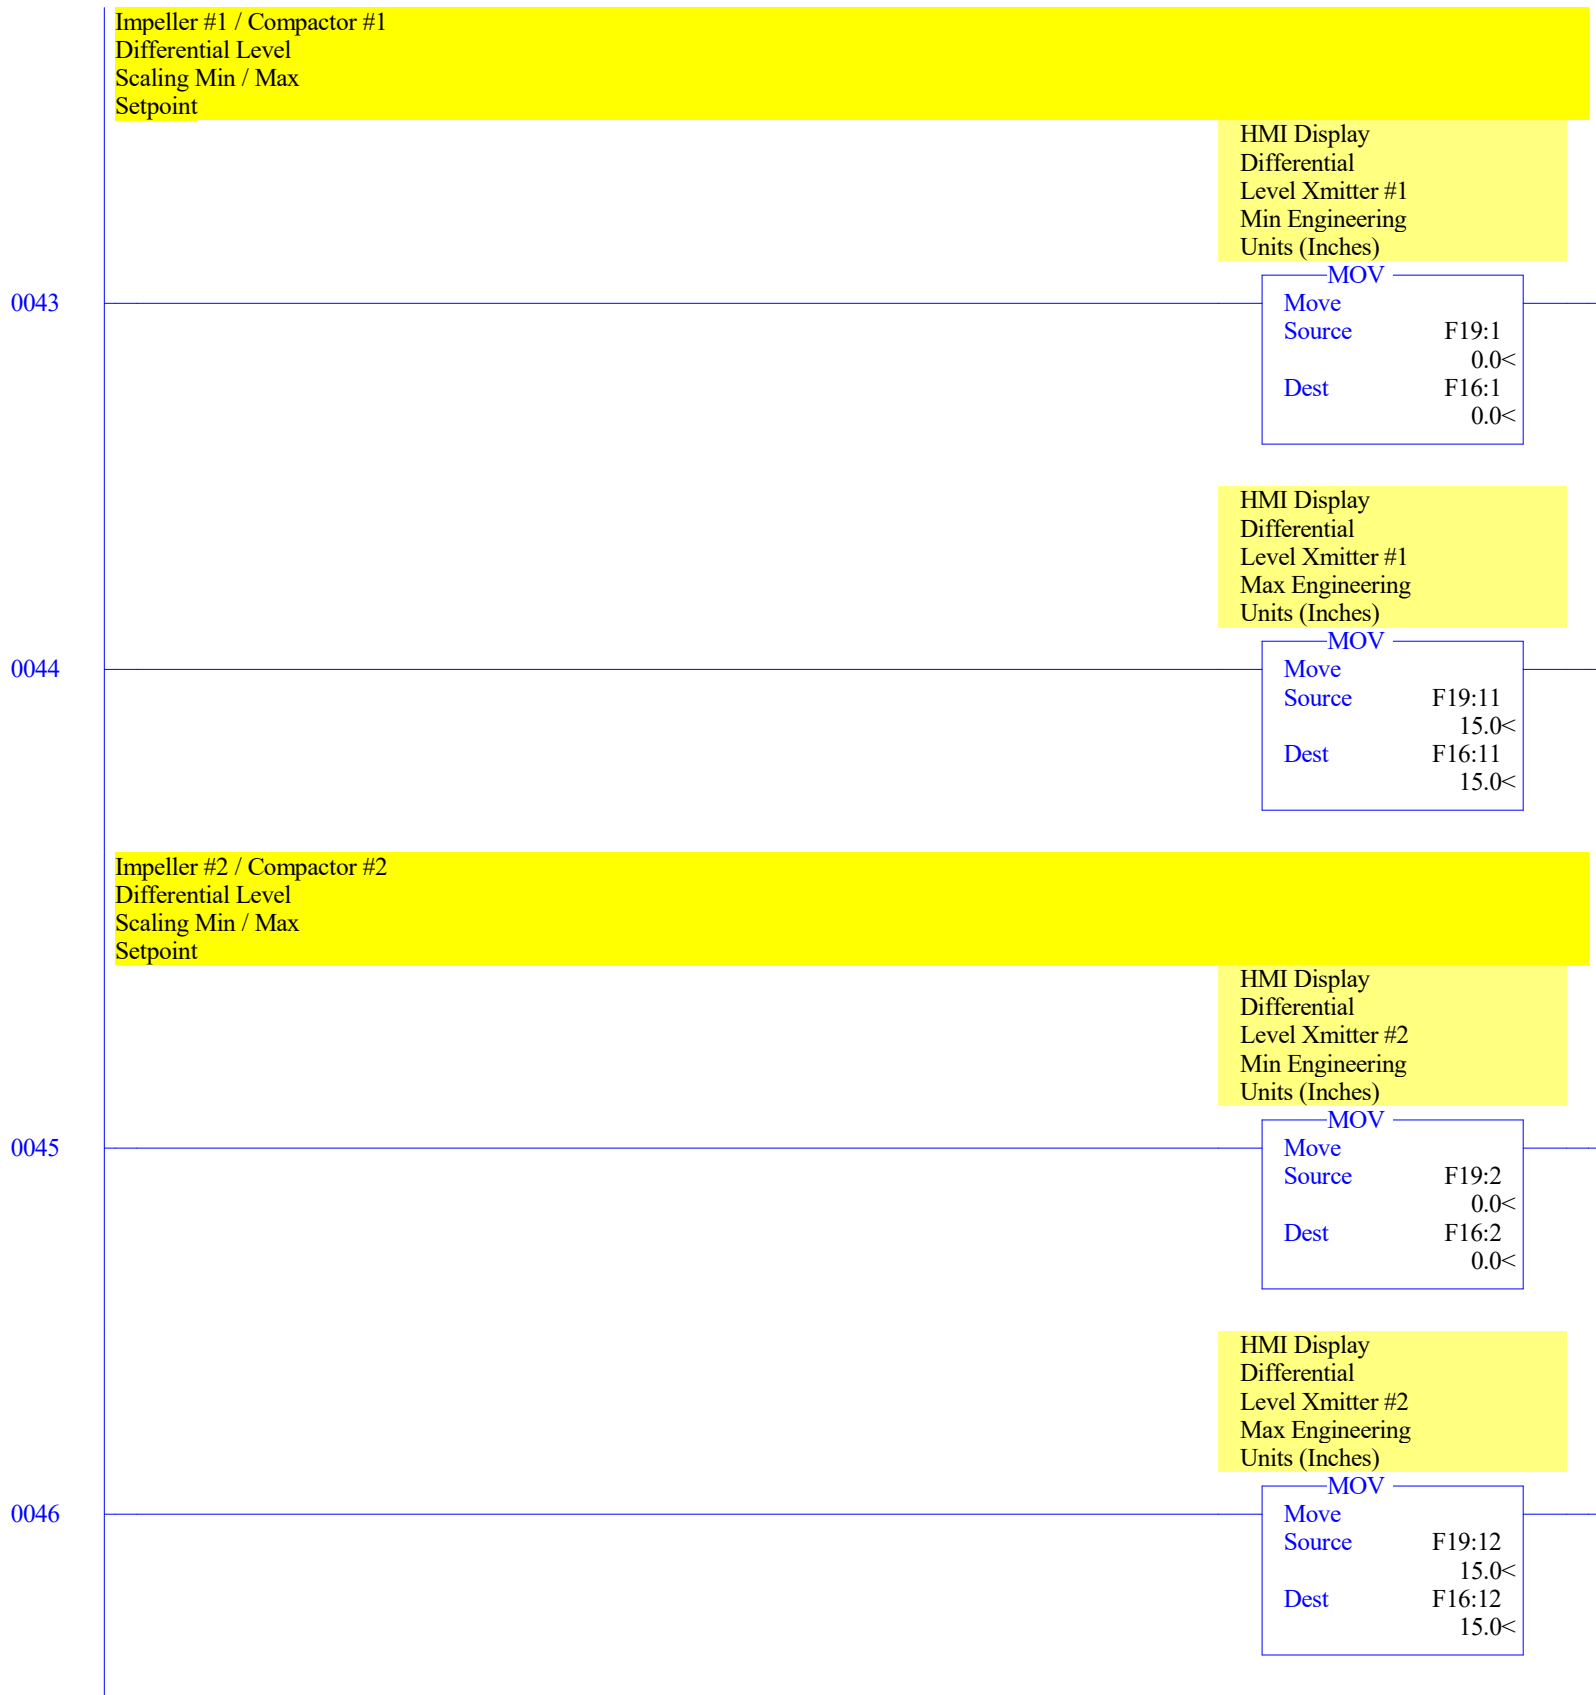 Impeller #1 / Compactor #1
Differential Level
Scaling Min / Max
Setpoint
HMI Display
Differential
Level Xmitter #1
Min Engineering
Units (Inches)
MOV
0043
Move
Source F19:1
0.0<
Dest F16:1
0.0<
HMI Display
Differential
Level Xmitter #1
Max Engineering
Units (Inches)
MOV
0044
Move
Source F19:11
15.0<
Dest F16:11
15.0<
Impeller #2 / Compactor #2
Differential Level
Scaling Min / Max
Setpoint
HMI Display
Differential
Level Xmitter #2
Min Engineering
Units (Inches)
MOV
0045
Move
Source F19:2
0.0<
Dest F16:2
0.0<
HMI Display
Differential
Level Xmitter #2
Max Engineering
Units (Inches)
MOV
0046
Move
Source F19:12
15.0<
Dest F16:12
15.0<